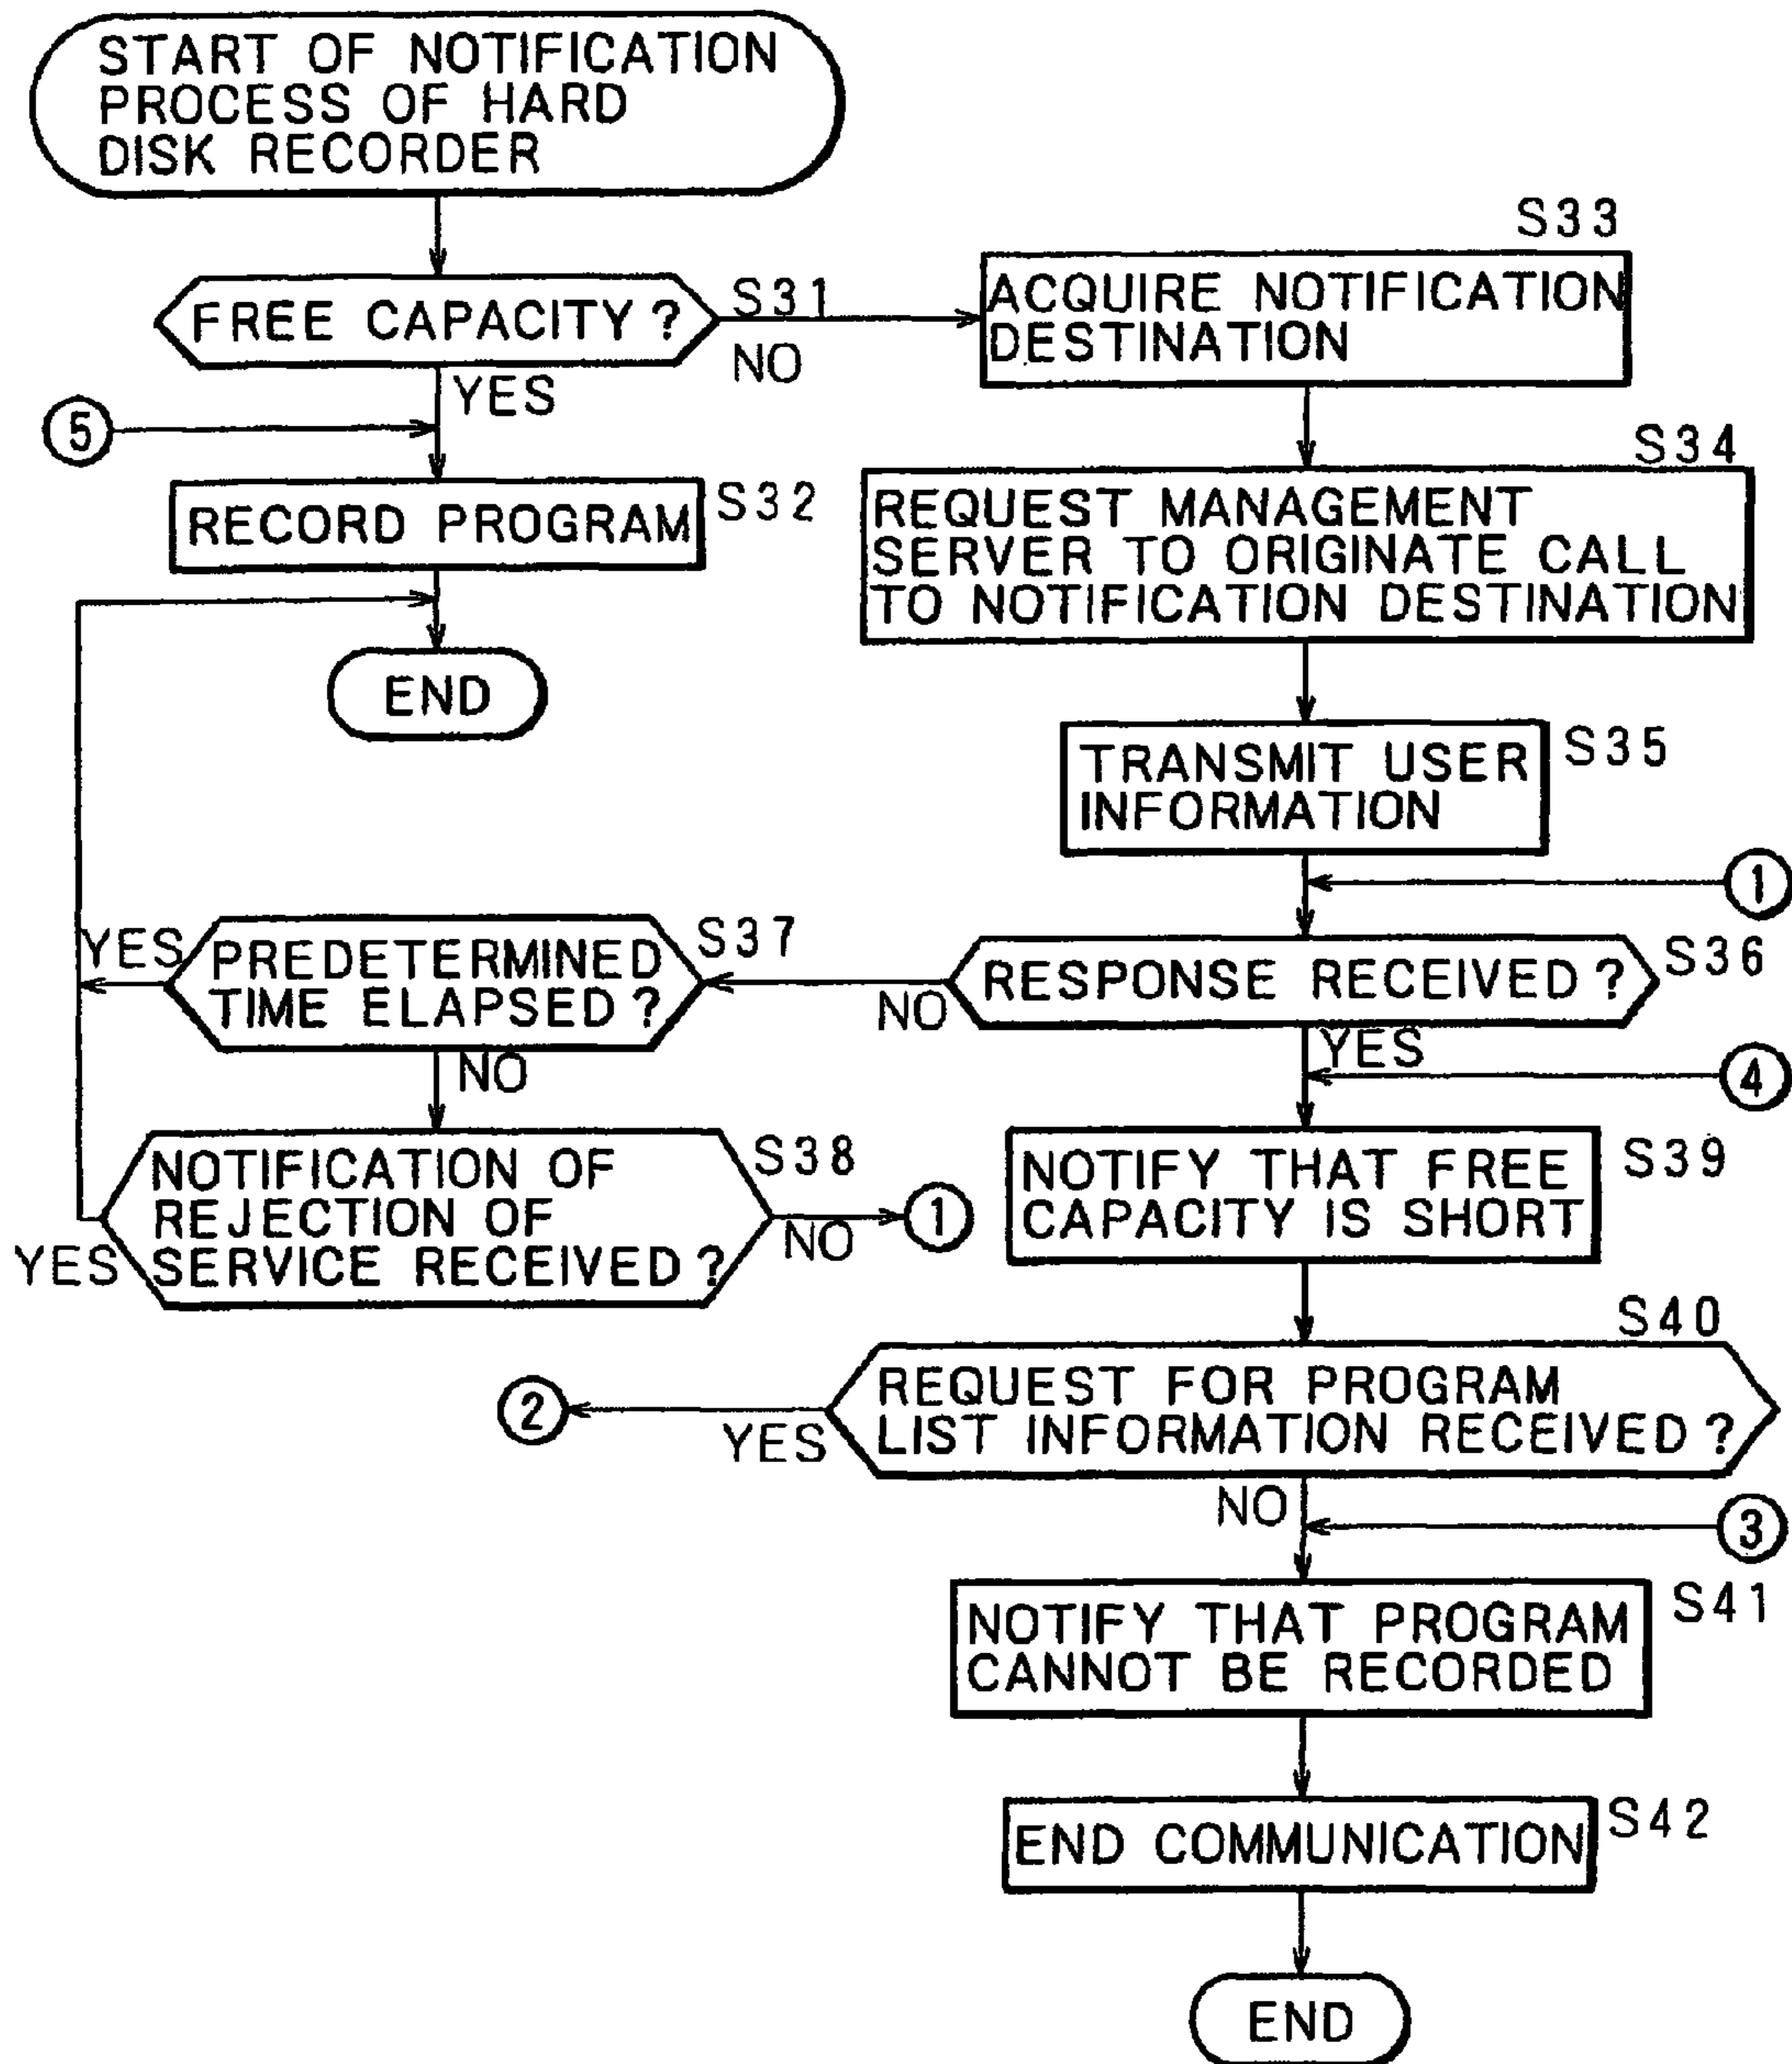 START OF NOTIFICATION
PROCESS OF HARD
DISK RECORDER
FREE CAPACITY?
S31
NO
YES
5
RECORD PROGRAM
S32
END
S33
ACQUIRE NOTIFICATION
DESTINATION
S34
REQUEST MANAGEMENT
SERVER TO ORIGINATE CALL
TO NOTIFICATION DESTINATION
TRANSMIT USER
INFORMATION
S35
1
RESPONSE RECEIVED?
S36
NO
YES
PREDETERMINED
TIME ELAPSED?
S37
YES
NO
NOTIFICATION OF
REJECTION OF
SERVICE RECEIVED?
S38
YES
NO
1
4
NOTIFY THAT FREE
CAPACITY IS SHORT
S39
S40
REQUEST FOR PROGRAM
LIST INFORMATION RECEIVED?
YES
2
NO
3
NOTIFY THAT PROGRAM
CANNOT BE RECORDED
S41
END COMMUNICATION
S42
END